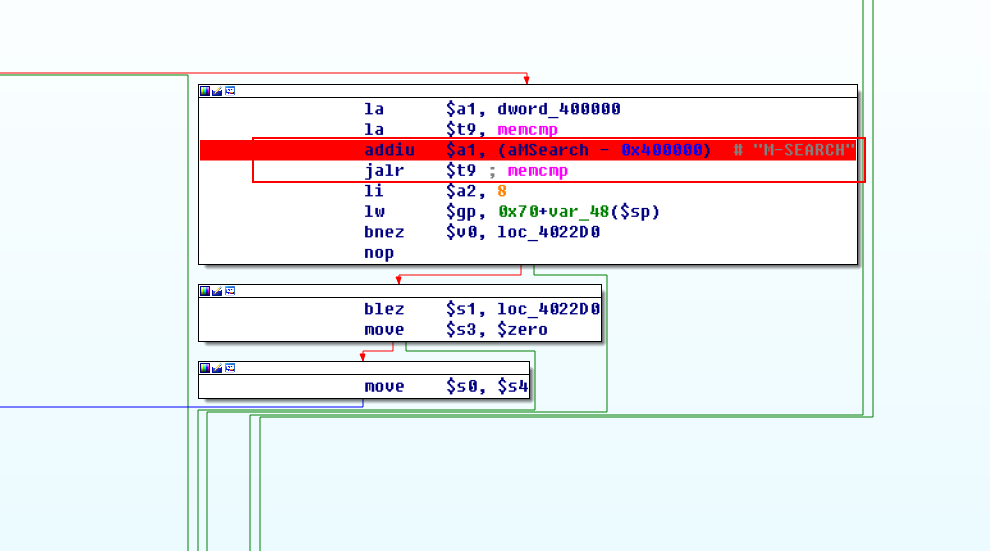 la $a1, dword_400000
la $t9, memcmp
addiu $a1, (aMSearch - 0x400000) # "M-SEARCH"
jalr $t9 ; memcmp
li $a2, 8
lw $gp, 0x70+var_48($sp)
bnez $v0, loc_4022D0
nop
blez $s1, loc_4022D0
move $s3, $zero
move $s0, $s4